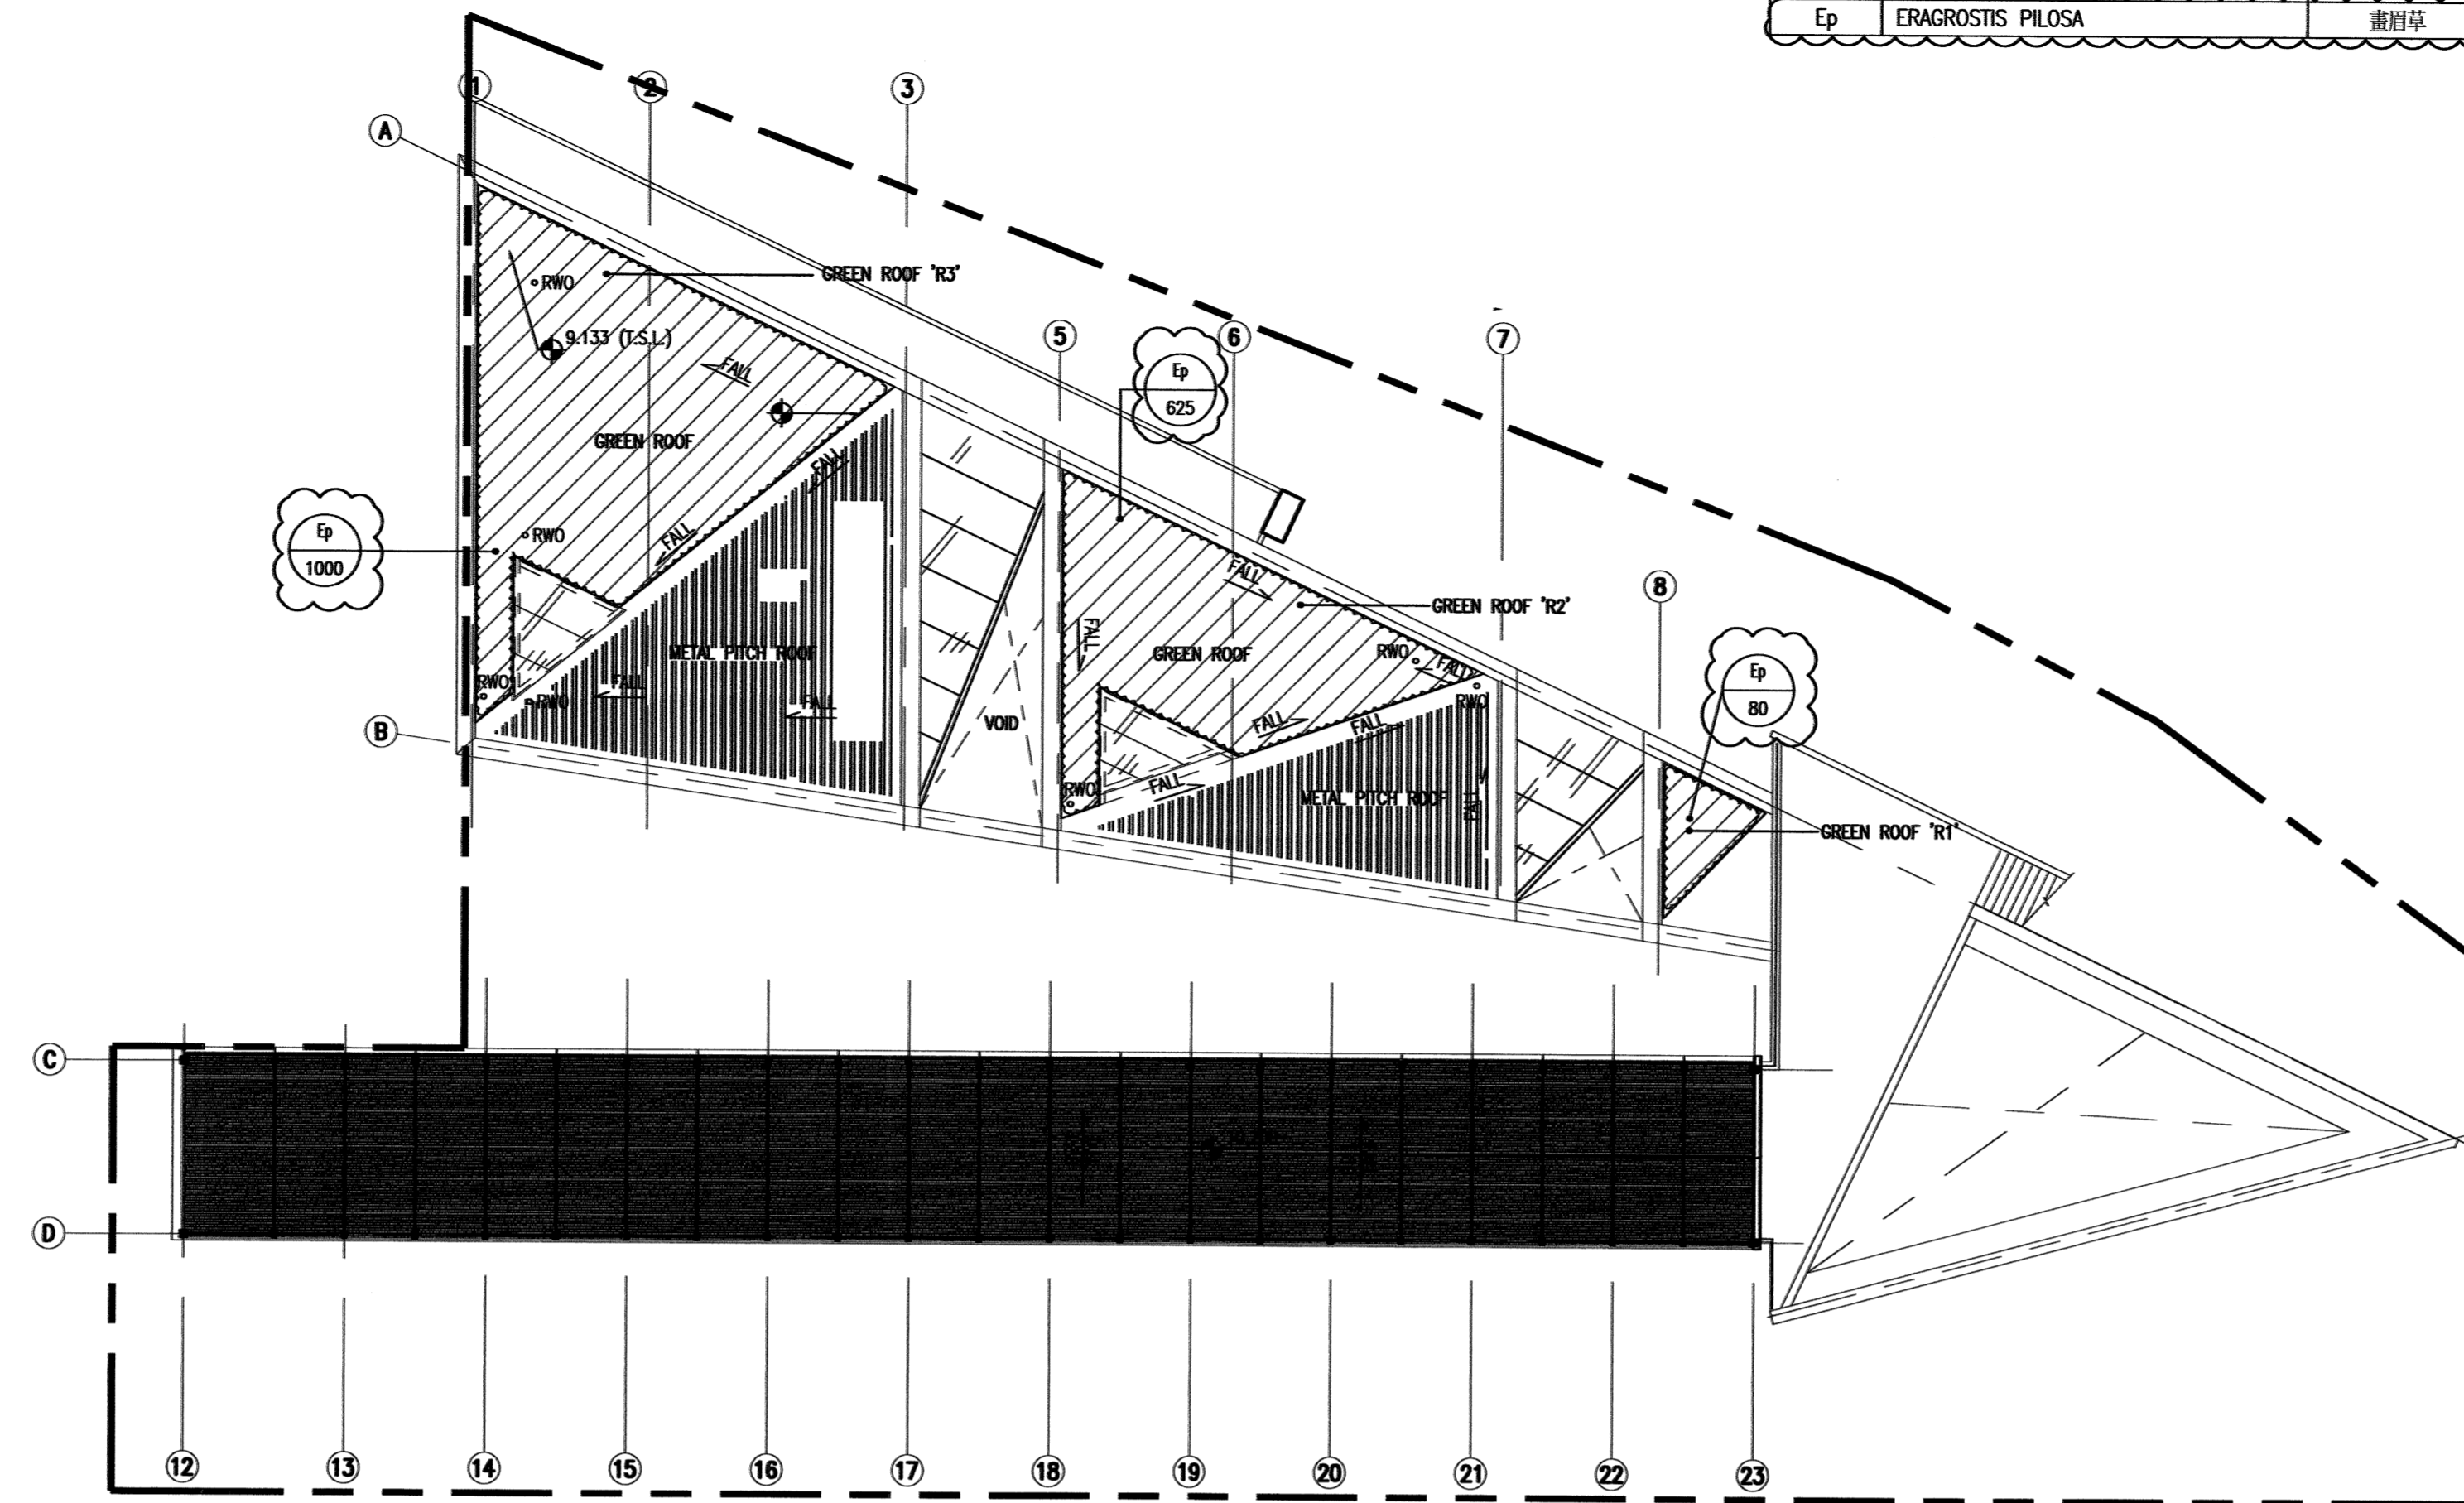 Ep ERAGROSTIS PILOSA 畫眉草
1
2
3
A
GREEN ROOF 'R3'
RWO
9.133 (T.S.L.)
FALL
5
6
7
Ep
625
GREEN ROOF
FALL
FALL
RWO
Ep
1000
FALL
GREEN ROOF 'R2'
8
FALL
GREEN ROOF
RWO
FALL
METAL PITCH ROOF
Ep
80
RWO
RWO
FALL
FALL
RWO
B
VOID
FALL
FALL
FALL
RWO
METAL PITCH ROOF
FALL
GREEN ROOF 'R1'
C
D
12
13
14
15
16
17
18
19
20
21
22
23